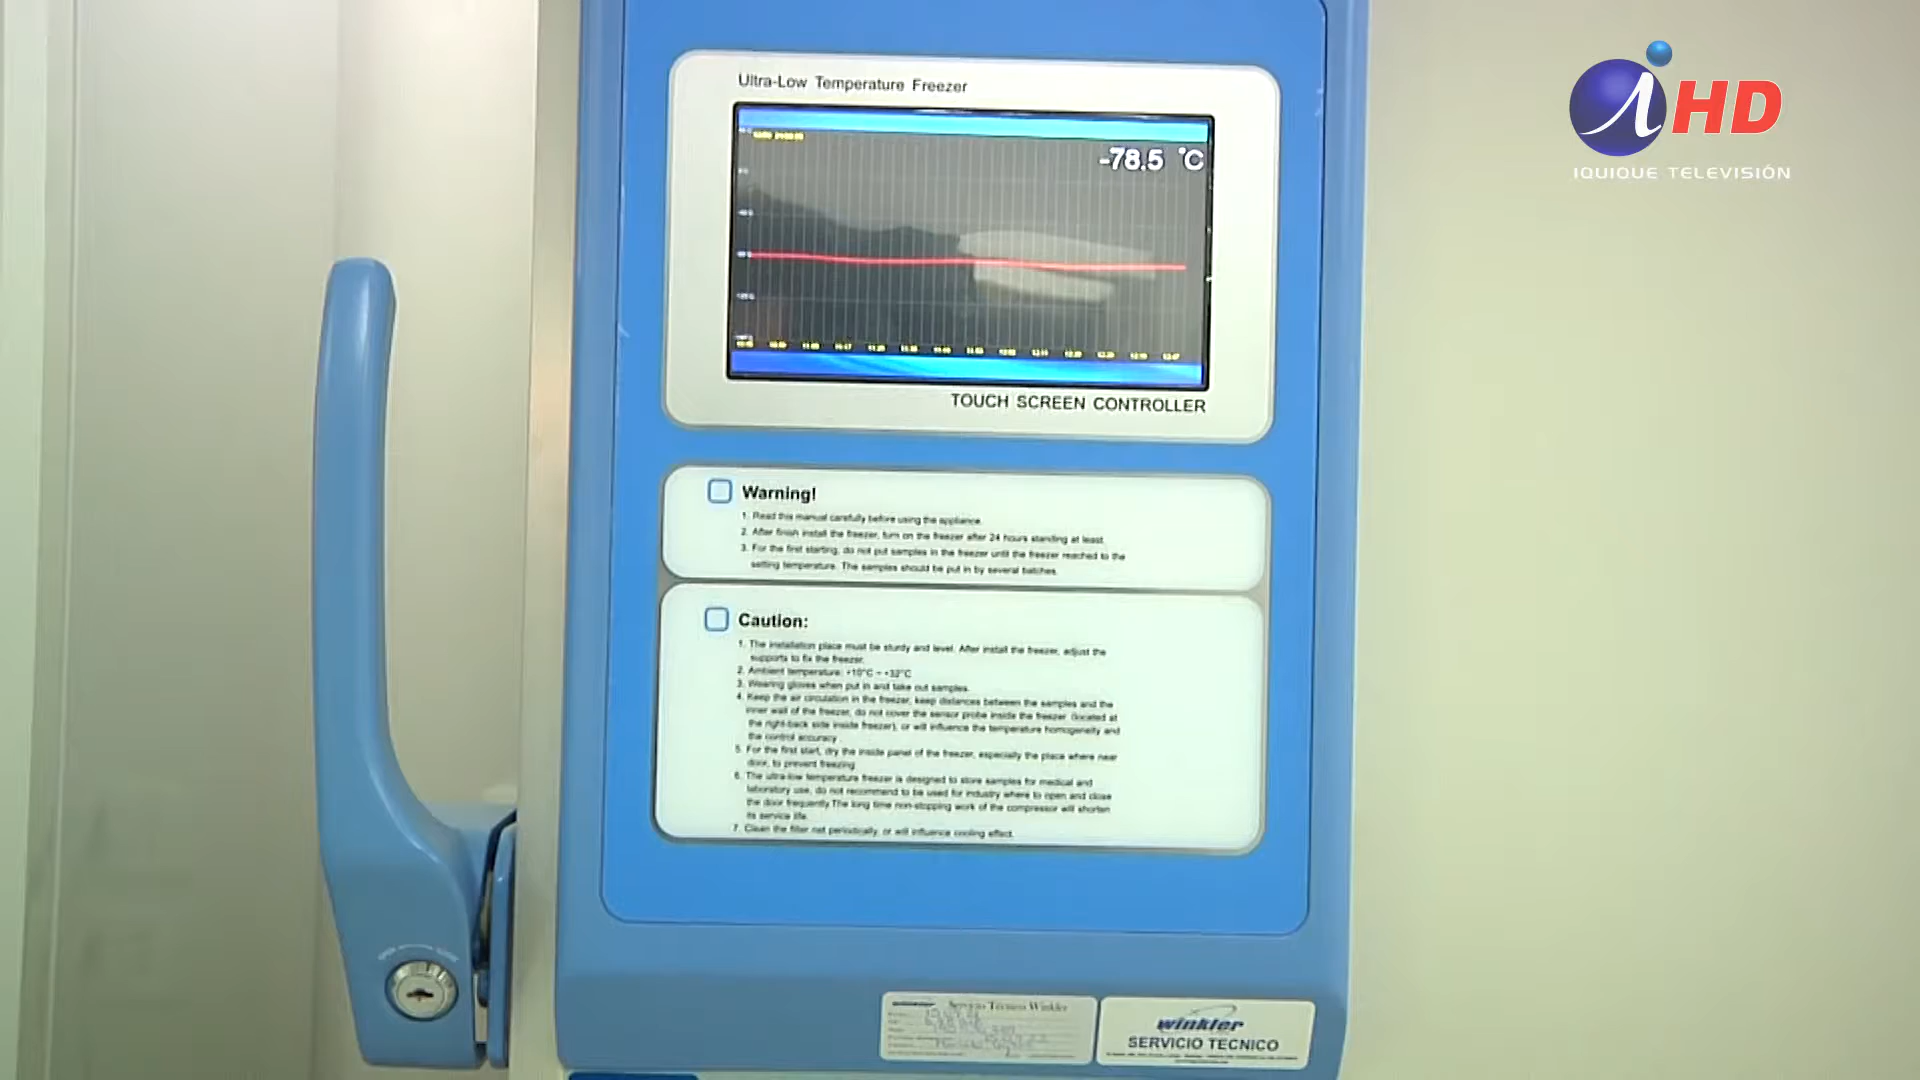 HD
IQUIQUE TELEVISIÓN
Ultra-Low Temperature Freezer
-78.5 °C
TOUCH SCREEN CONTROLLER
Warning!
1. Read this manual carefully before using the appliance.
2. After finish install the freezer, turn on the freezer after 24 hours standing at least.
3. For the first starting, do not put samples in the freezer until the freezer reached to the
setting temperature. The samples should be put in by several batches.
Caution:
1. The installation place must be sturdy and level. After install the freezer, adjust the
supports to fix the freezer.
2. Ambient temperature: +10°C ~ +32°C
3. Wearing gloves when put in and take out samples.
4. Keep the air circulation in the freezer, keep distances between the samples and the
inner wall of the freezer, do not cover the sensor probe inside the freezer (located at
the right-back side inside freezer), or will influence the temperature homogeneity and
the control accuracy.
5. For the first start, dry the inside panel of the freezer, especially the place where near
door, to prevent freezing
6. The ultra-low temperature freezer is designed to store samples for medical and
laboratory use, do not recommend to be used for industry where to open and close
the door frequently.The long time non-stopping work of the compressor will shorten
its service life.
7. Clean the filter net periodically, or will influence cooling effect.
Servicio Técnico Winkler
winkler
SERVICIO TECNICO